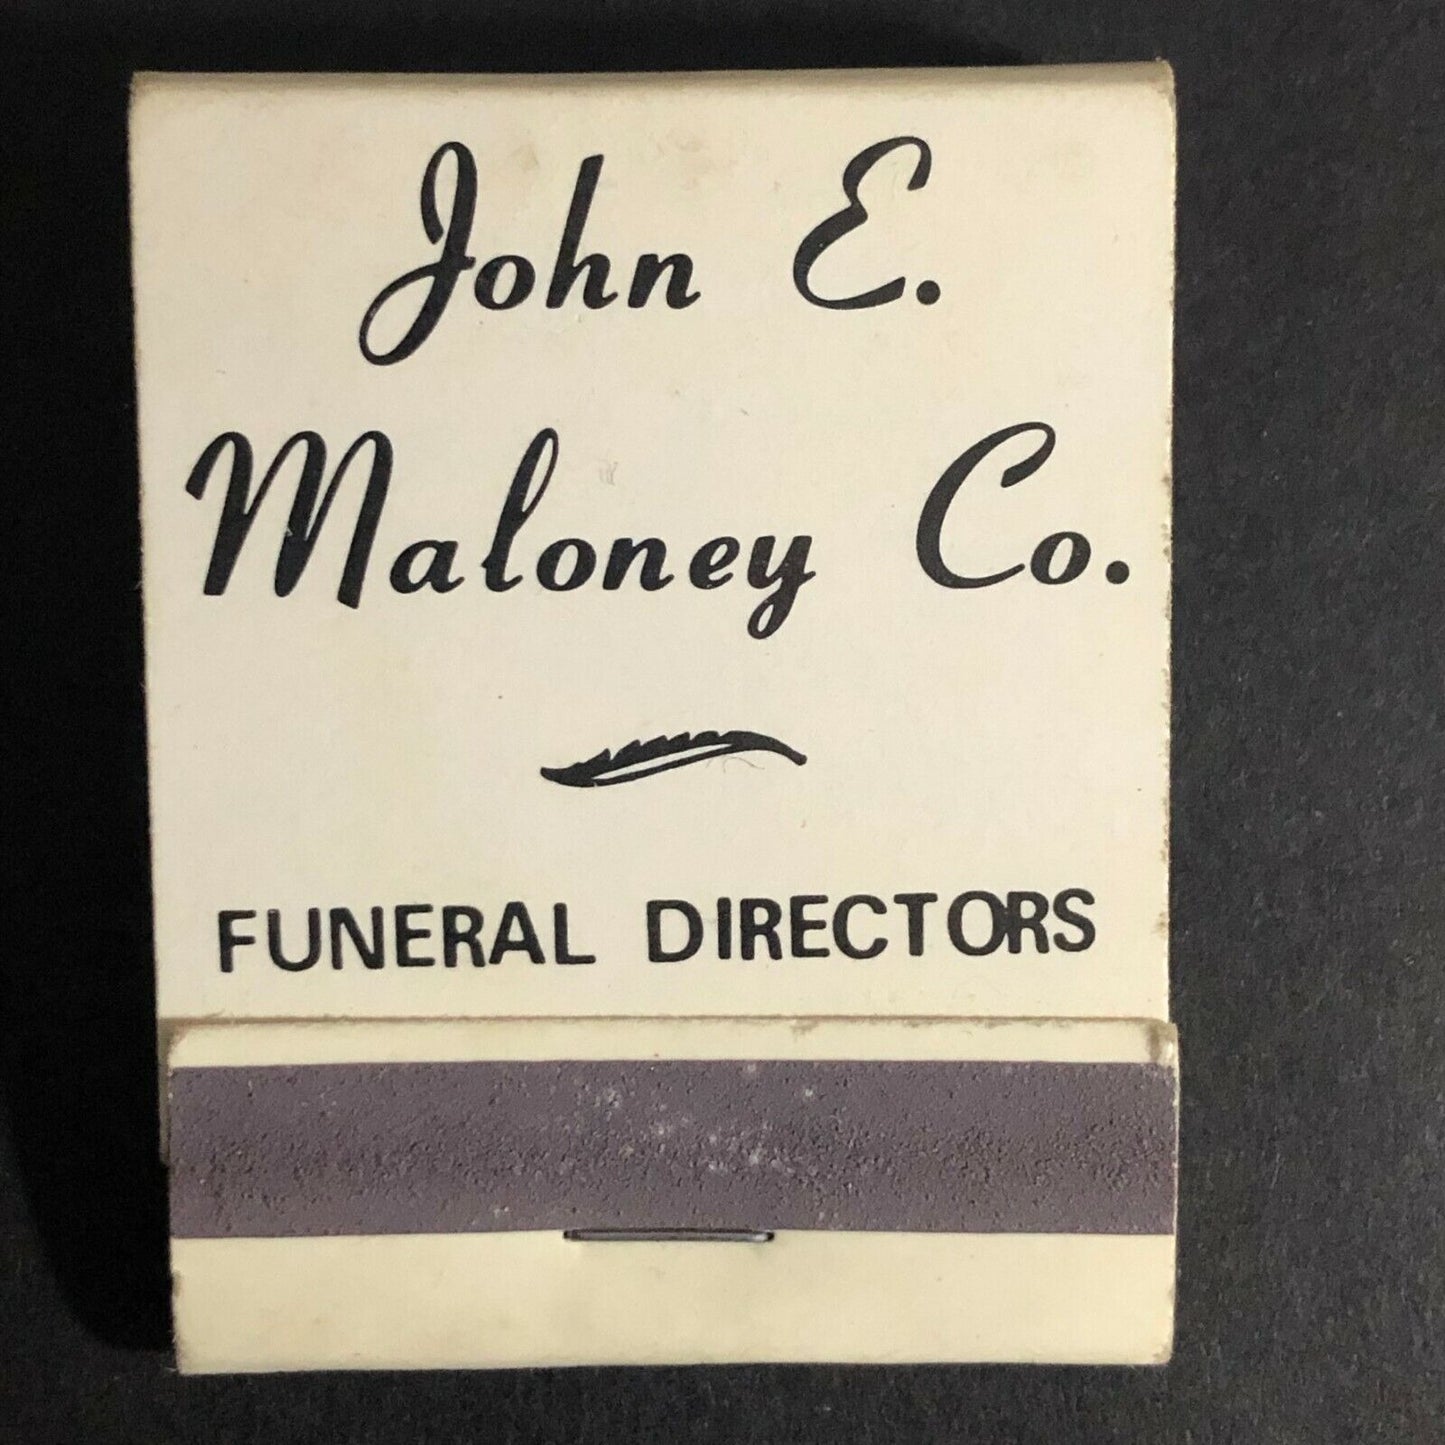 John E.
Maloney Co.
FUNERAL DIRECTORS